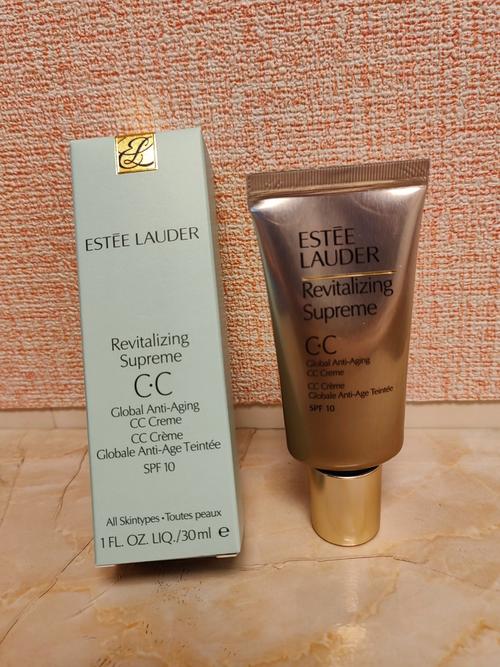 ESTĒE LAUDER
Revitalizing
Supreme
C·C
Global Anti-Aging
CC Creme
CC Crème
Globale Anti-Age Teintée
SPF 10
All Skintypes • Toutes peaux
1 FL. OZ. LIQ./30 ml ℮
ESTĒE
LAUDER
Revitalizing
Supreme
C·C
Global Anti-Aging
CC Creme
CC Crème
Globale Anti-Age Teintée
SPF 10